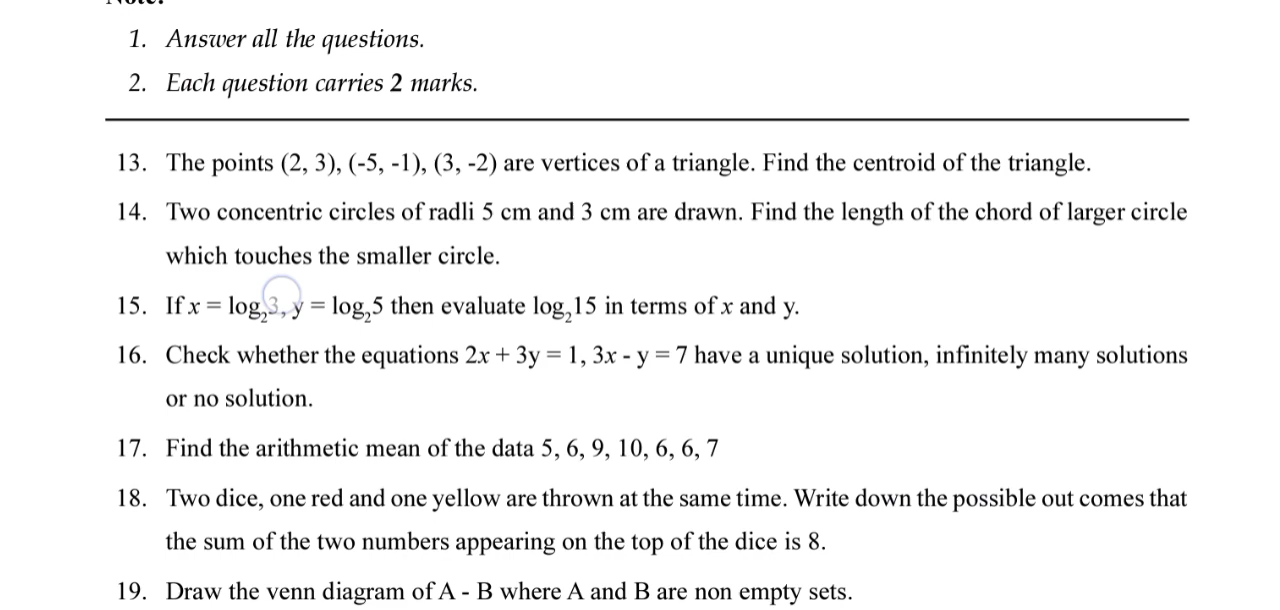 Note:
1. Answer all the questions.
2. Each question carries 2 marks.
13. The points (2, 3), (-5, -1), (3, -2) are vertices of a triangle. Find the centroid of the triangle.
14. Two concentric circles of radli 5 cm and 3 cm are drawn. Find the length of the chord of larger circle
which touches the smaller circle.
15. If x = log₂3, y = log₂5 then evaluate log₂15 in terms of x and y.
16. Check whether the equations 2x + 3y = 1, 3x - y = 7 have a unique solution, infinitely many solutions
or no solution.
17. Find the arithmetic mean of the data 5, 6, 9, 10, 6, 6, 7
18. Two dice, one red and one yellow are thrown at the same time. Write down the possible out comes that
the sum of the two numbers appearing on the top of the dice is 8.
19. Draw the venn diagram of A - B where A and B are non empty sets.